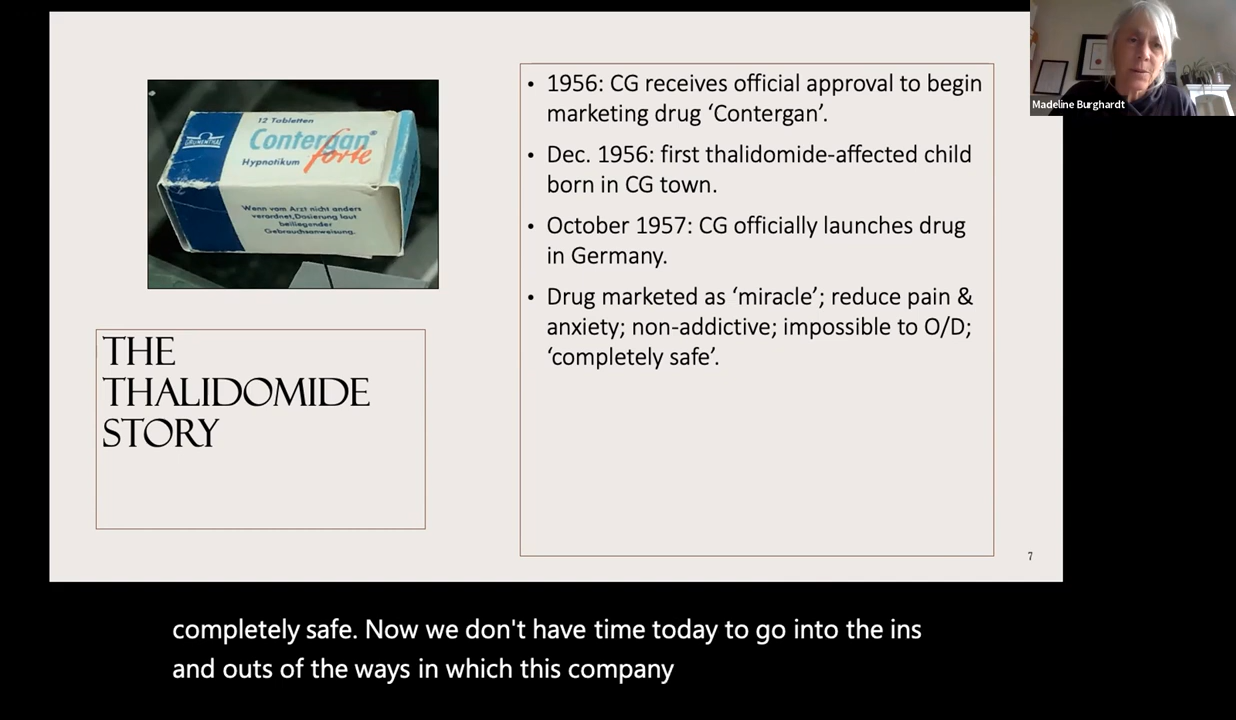 Madeline Burghardt
12 Tabletten
Contergan®
forte
Hypnotikum
GRÜNENTHAL
Wenn vom Arzt nicht anders
verordnet, Dosierung laut
beiliegender
Gebrauchsanweisung.
THE
THALIDOMIDE
STORY
• 1956: CG receives official approval to begin
marketing drug ‘Contergan’.
• Dec. 1956: first thalidomide-affected child
born in CG town.
• October 1957: CG officially launches drug
in Germany.
• Drug marketed as ‘miracle’; reduce pain &
anxiety; non-addictive; impossible to O/D;
‘completely safe’.
7
completely safe. Now we don't have time today to go into the ins
and outs of the ways in which this company